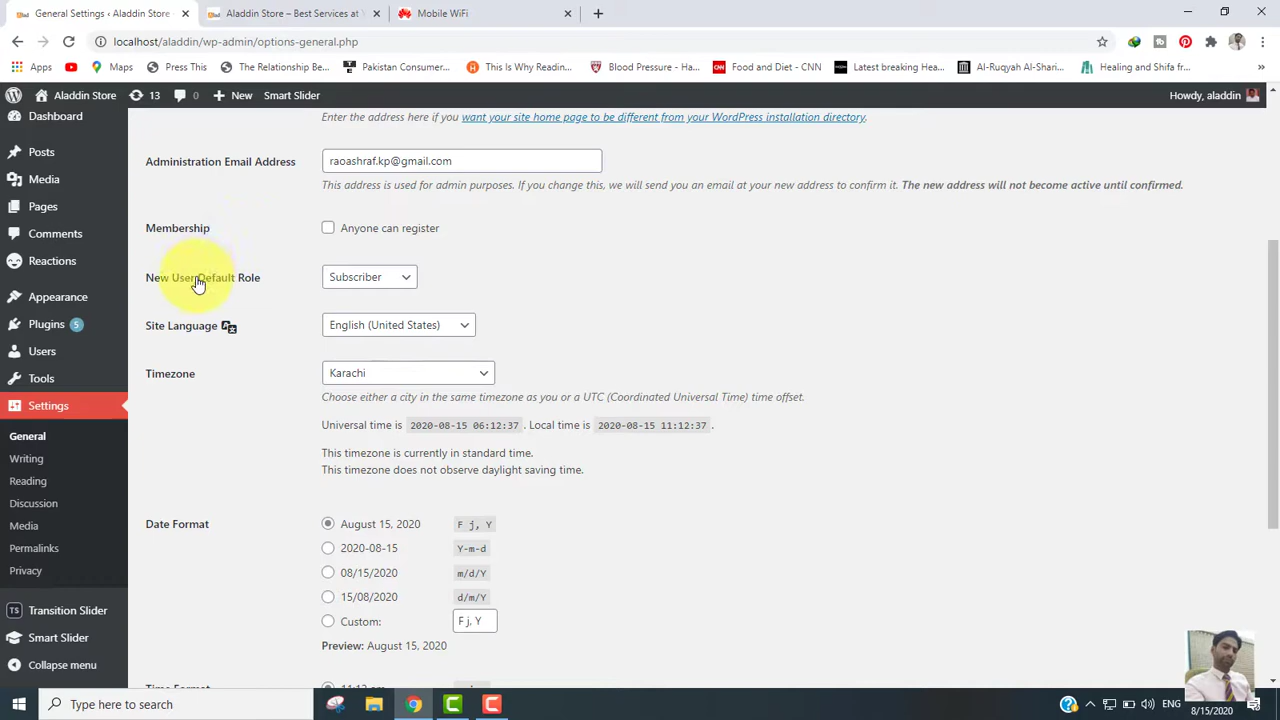 General Settings ‹ Aladdin Store
Aladdin Store – Best Services at Y
Mobile WiFi
localhost/aladdin/wp-admin/options-general.php
Apps
Maps
Press This
The Relationship Be...
Pakistan Consumer...
This Is Why Readin...
Blood Pressure - Ha...
Food and Diet - CNN
Latest breaking Hea...
Al-Ruqyah Al-Shari...
Healing and Shifa fr...
Aladdin Store
13
0
New
Smart Slider
Howdy, aladdin
Dashboard
Posts
Media
Pages
Comments
Reactions
Appearance
Plugins 5
Users
Tools
Settings
General
Writing
Reading
Discussion
Media
Permalinks
Privacy
TS Transition Slider
Smart Slider
Collapse menu
Enter the address here if you want your site home page to be different from your WordPress installation directory.
Administration Email Address
raoashraf.kp@gmail.com
This address is used for admin purposes. If you change this, we will send you an email at your new address to confirm it. The new address will not become active until confirmed.
Membership
Anyone can register
New User Default Role
Subscriber
Site Language
English (United States)
Timezone
Karachi
Choose either a city in the same timezone as you or a UTC (Coordinated Universal Time) time offset.
Universal time is 2020-08-15 06:12:37 . Local time is 2020-08-15 11:12:37 .
This timezone is currently in standard time.
This timezone does not observe daylight saving time.
Date Format
August 15, 2020 F j, Y
2020-08-15 Y-m-d
08/15/2020 m/d/Y
15/08/2020 d/m/Y
Custom: F j, Y
Preview: August 15, 2020
Type here to search
ENG
11:12 AM
8/15/2020